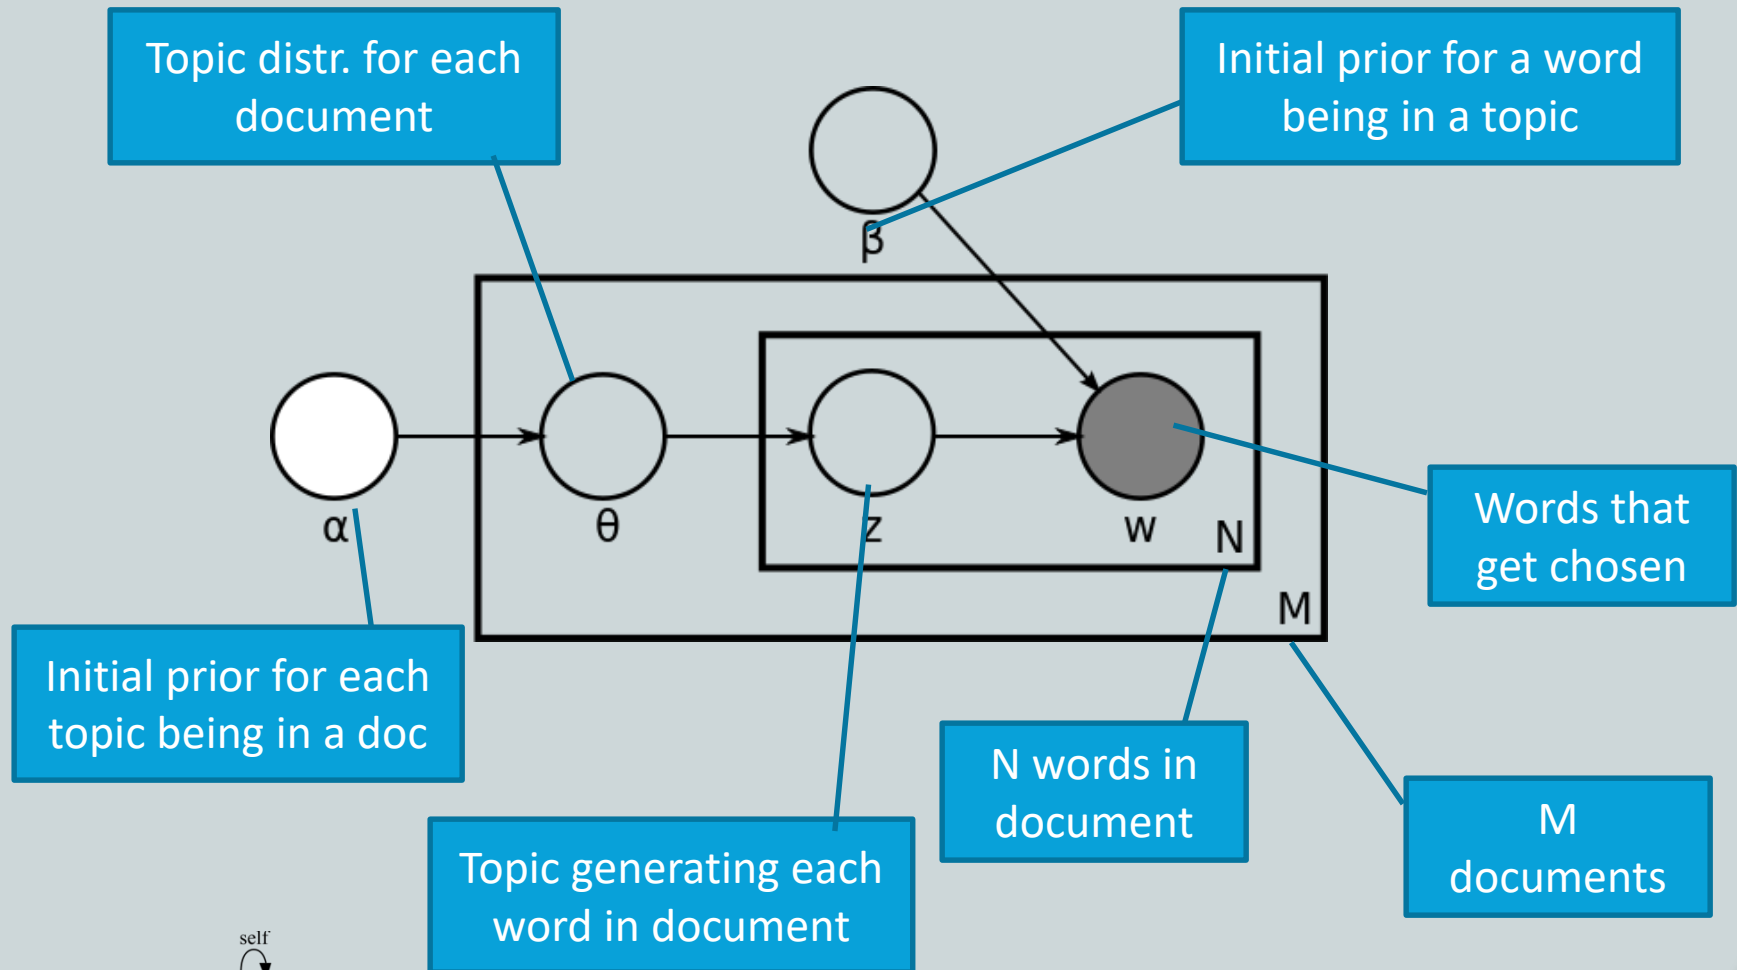 Topic distr. for each
document
Initial prior for a word
being in a topic
β
α
θ
z
w
N
M
Words that
get chosen
Initial prior for each
topic being in a doc
N words in
document
M
documents
Topic generating each
word in document
self